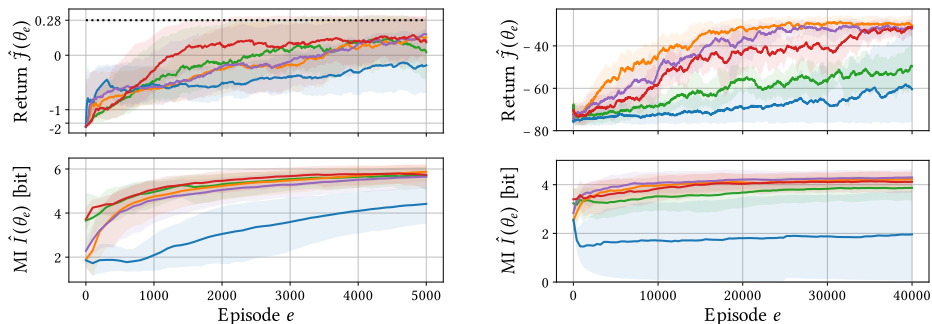 Return Ĵ(θₑ)
0.28
0
−1
−2
MI Î(θₑ) [bit]
6
4
2
0 1000 2000 3000 4000 5000
Episode e
Return Ĵ(θₑ)
−40
−60
−80
MI Î(θₑ) [bit]
4
2
0
0 10000 20000 30000 40000
Episode e